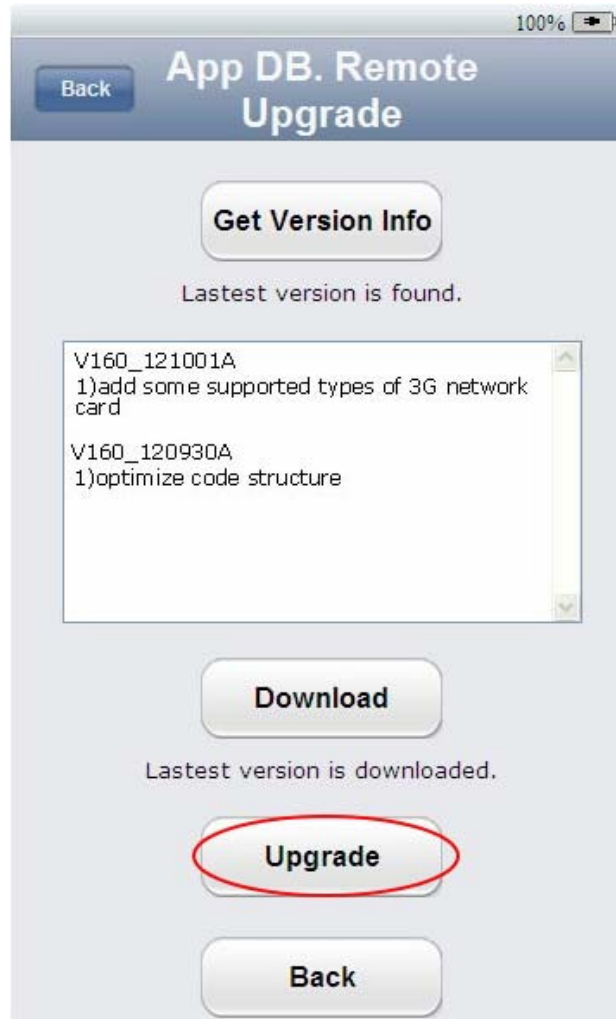 100%
Back
App DB. Remote
Upgrade
Get Version Info
Lastest version is found.
V160_121001A
1)add some supported types of 3G network
card
V160_120930A
1)optimize code structure
Download
Lastest version is downloaded.
Upgrade
Back